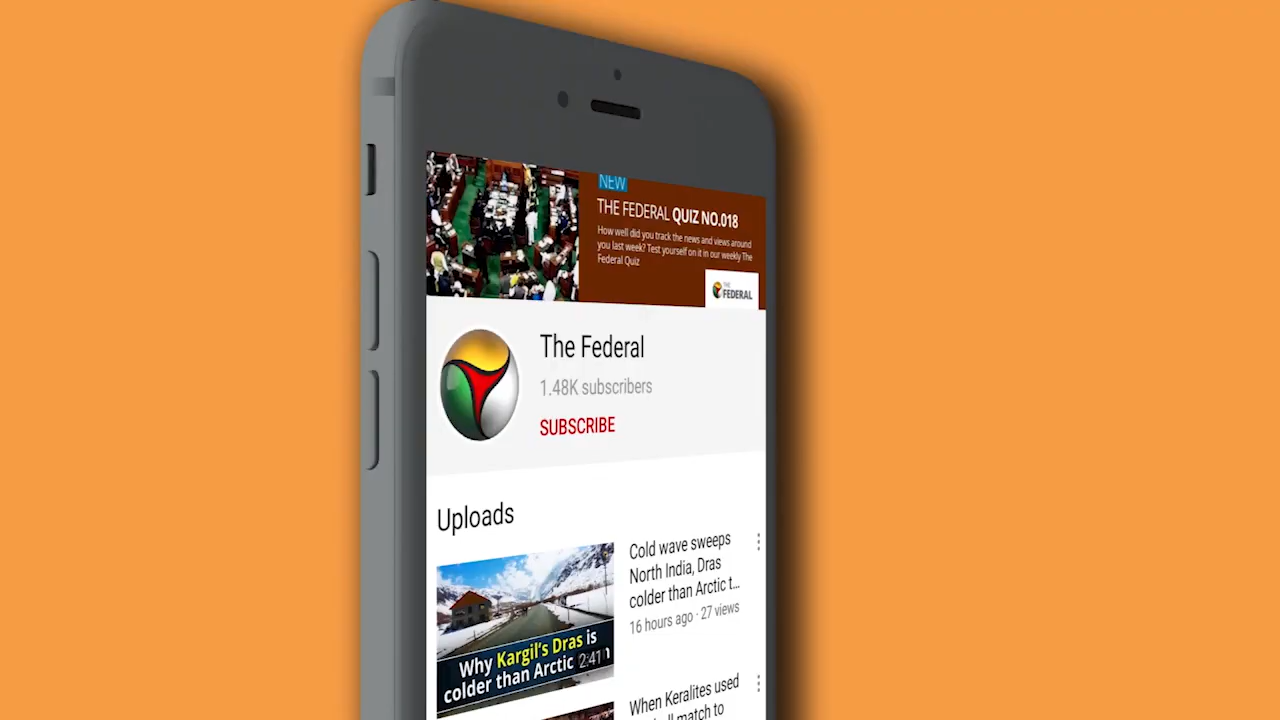 NEW
THE FEDERAL QUIZ NO.018
How well did you track the news and views around
you last week? Test yourself on it in our weekly The
Federal Quiz
THE
FEDERAL
The Federal
1.48K subscribers
SUBSCRIBE
Uploads
Cold wave sweeps
North India, Dras
colder than Arctic t...
16 hours ago · 27 views
Why Kargil's Dras is
colder than Arctic
2:41
When Keralites used
match to